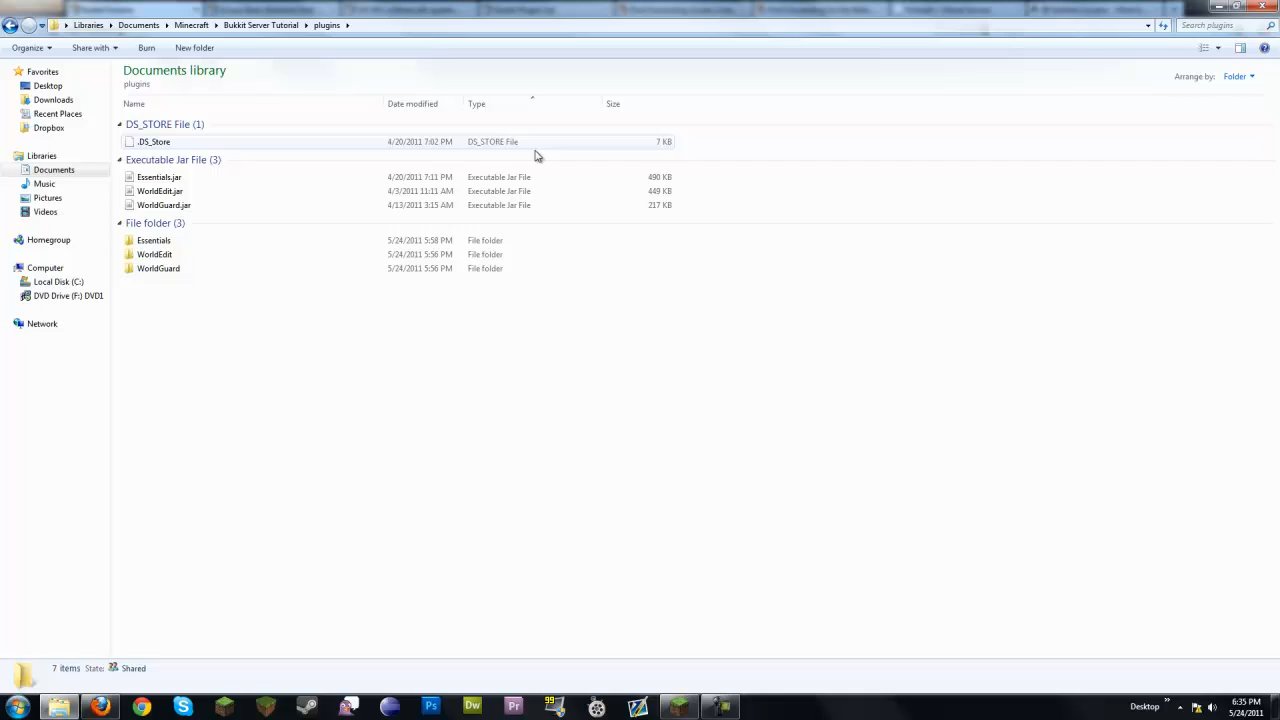 Libraries Documents Minecraft Bukkit Server Tutorial plugins Search plugins
Organize Share with Burn New folder
Documents library
plugins
Arrange by: Folder
Name Date modified Type Size
DS_STORE File (1)
.DS_Store 4/20/2011 7:02 PM DS_STORE File 7 KB
Executable Jar File (3)
Essentials.jar 4/20/2011 7:11 PM Executable Jar File 490 KB
WorldEdit.jar 4/3/2011 11:11 AM Executable Jar File 449 KB
WorldGuard.jar 4/13/2011 3:15 AM Executable Jar File 217 KB
File folder (3)
Essentials 5/24/2011 5:58 PM File folder
WorldEdit 5/24/2011 5:56 PM File folder
WorldGuard 5/24/2011 5:56 PM File folder
Favorites
Desktop
Downloads
Recent Places
Dropbox
Libraries
Documents
Music
Pictures
Videos
Homegroup
Computer
Local Disk (C:)
DVD Drive (F:) DVD1
Network
7 items State: Shared
Ps Dw Pr 99
Desktop
6:35 PM
5/24/2011